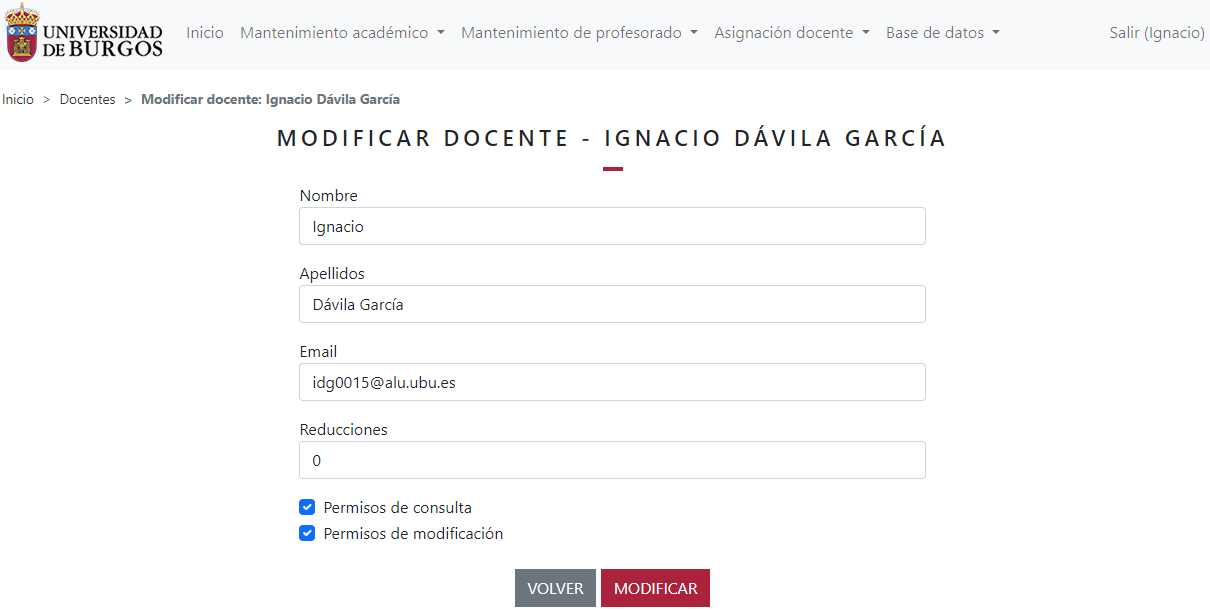 UNIVERSIDAD
DE BURGOS
Inicio Mantenimiento académico Mantenimiento de profesorado Asignación docente Base de datos Salir (Ignacio)
Inicio > Docentes > Modificar docente: Ignacio Dávila García
MODIFICAR DOCENTE - IGNACIO DÁVILA GARCÍA
Nombre
Ignacio
Apellidos
Dávila García
Email
idg0015@alu.ubu.es
Reducciones
0
Permisos de consulta
Permisos de modificación
VOLVER MODIFICAR